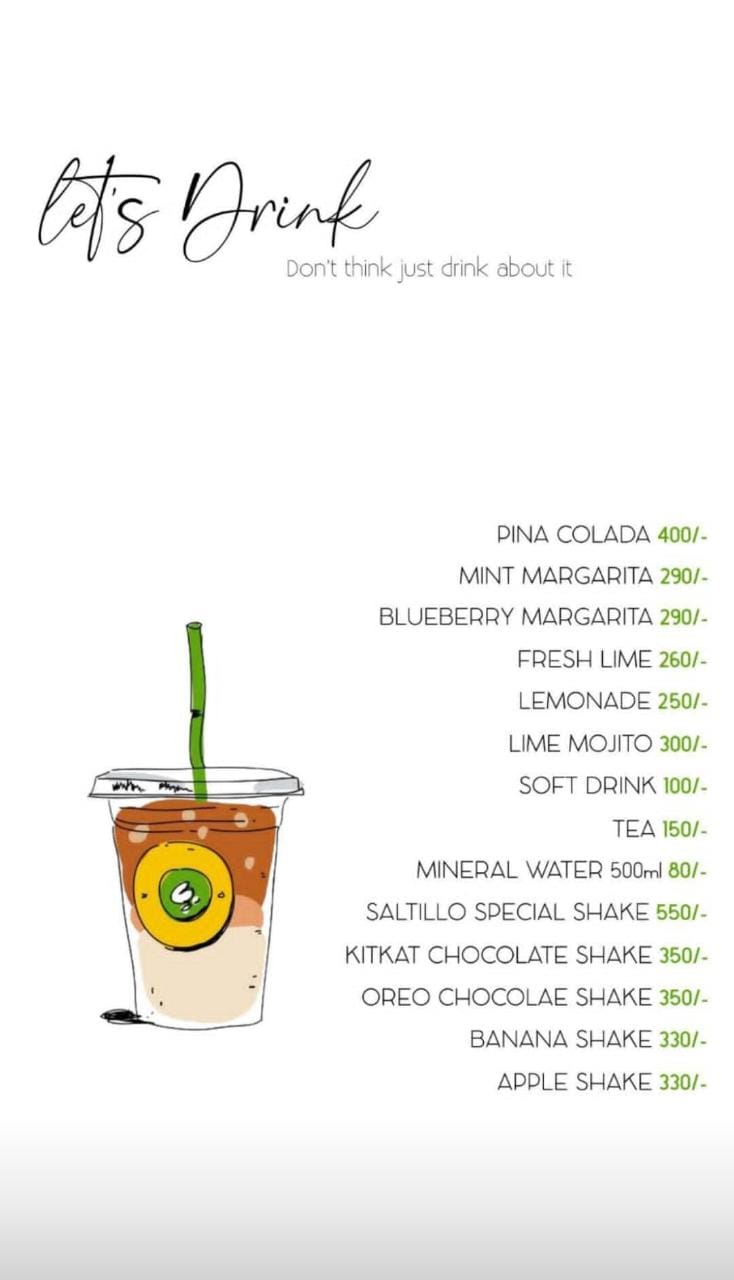 let's Drink
Don't think just drink about it
PINA COLADA 400/-
MINT MARGARITA 290/-
BLUEBERRY MARGARITA 290/-
FRESH LIME 260/-
LEMONADE 250/-
LIME MOJITO 300/-
SOFT DRINK 100/-
TEA 150/-
MINERAL WATER 500ml 80/-
SALTILLO SPECIAL SHAKE 550/-
KITKAT CHOCOLATE SHAKE 350/-
OREO CHOCOLAE SHAKE 350/-
BANANA SHAKE 330/-
APPLE SHAKE 330/-